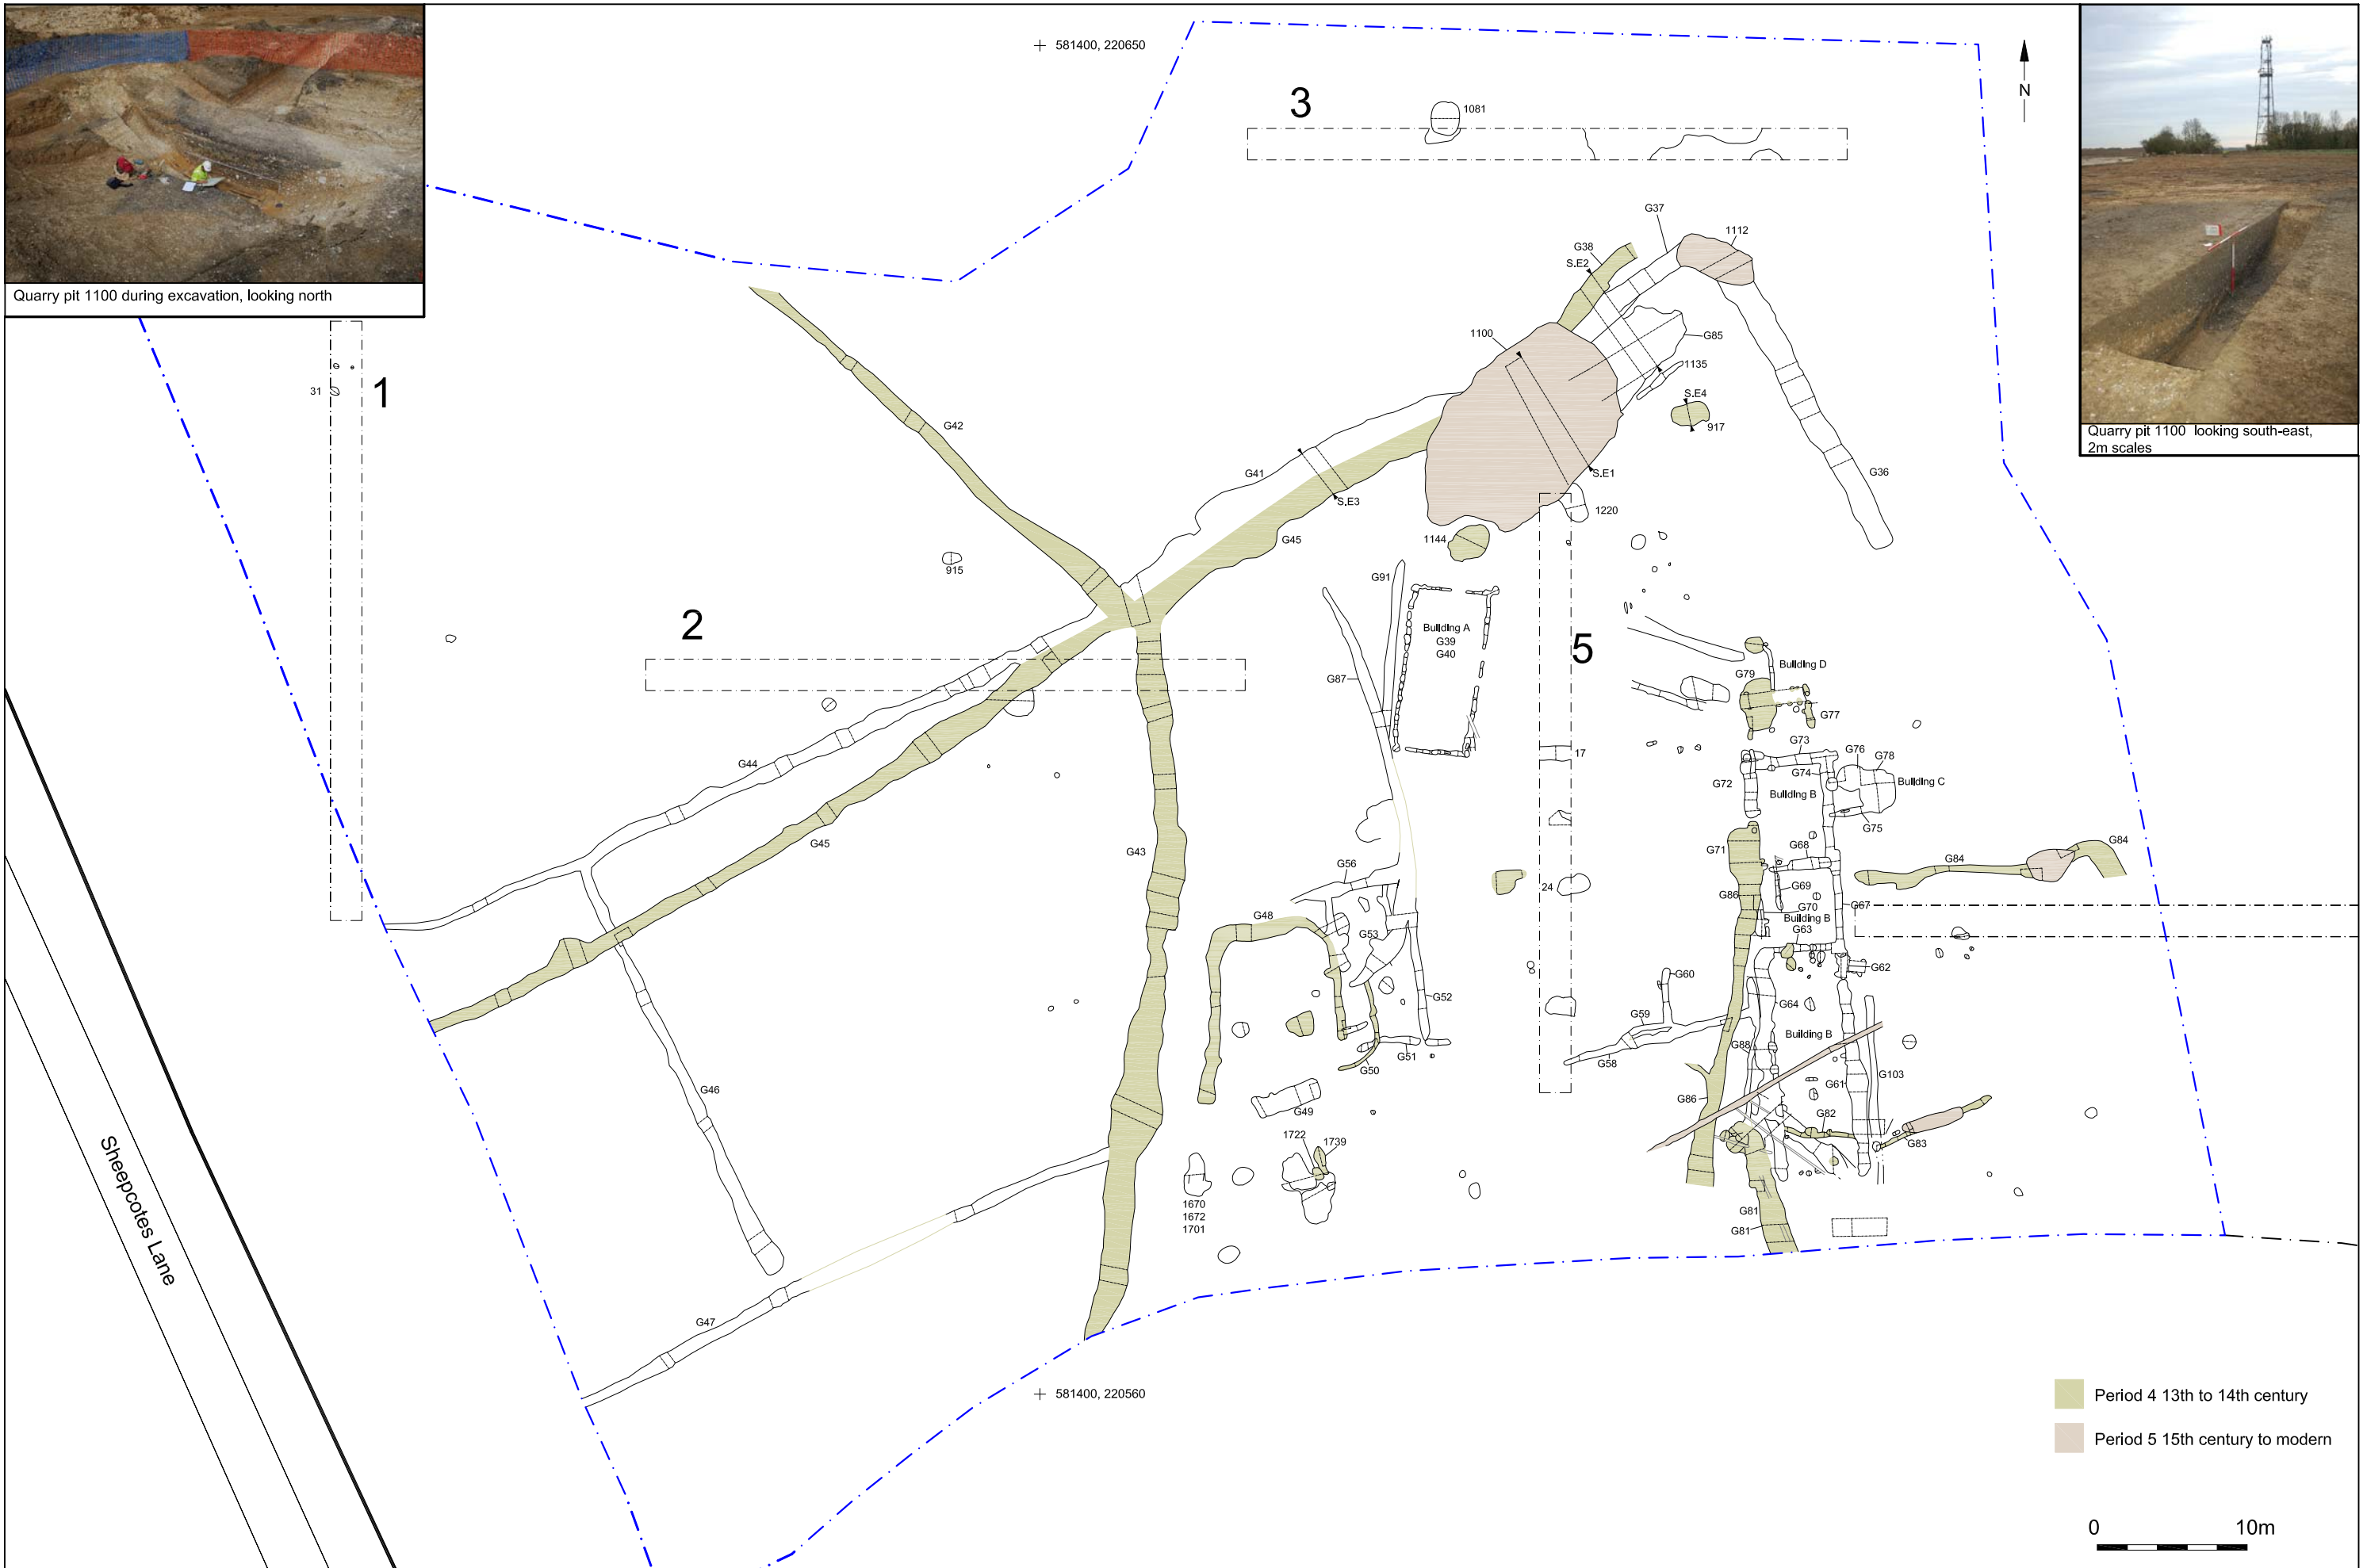 581400, 220650
N
3
1081
Quarry pit 1100 during excavation, looking north
Quarry pit 1100 looking south-east,
2m scales
G37
1112
G38
S.E2
1100
G85
1135
S.E4
917
31
1
G42
G41
S.E3
S.E1
G36
1220
G45
1144
915
G91
2
Building A
G39
G40
5
G87
Building D
G79
G77
G44
17
G73
G76
G78
G74
G72
Building B
Building C
G75
G45
G43
G71
G68
G84
G84
G56
24
G69
G86
G70
G67
G48
Building B
G53
G63
G62
G60
G52
G64
G59
Building B
G88
G51
G58
G50
G61
G103
G46
G86
G49
G82
1722
1739
G83
1670
1672
1701
G81
G81
Sheepcotes Lane
G47
581400, 220560
Period 4 13th to 14th century
Period 5 15th century to modern
0
10m